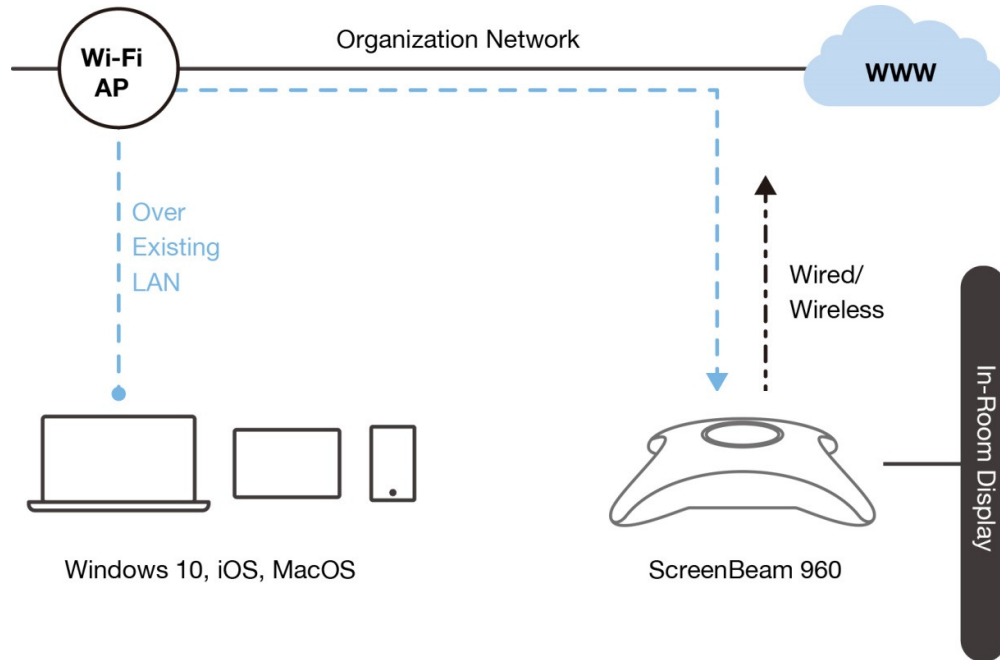 Organization Network
Wi-Fi
AP
WWW
Over
Existing
LAN
Wired/
Wireless
In-Room Display
Windows 10, iOS, MacOS
ScreenBeam 960